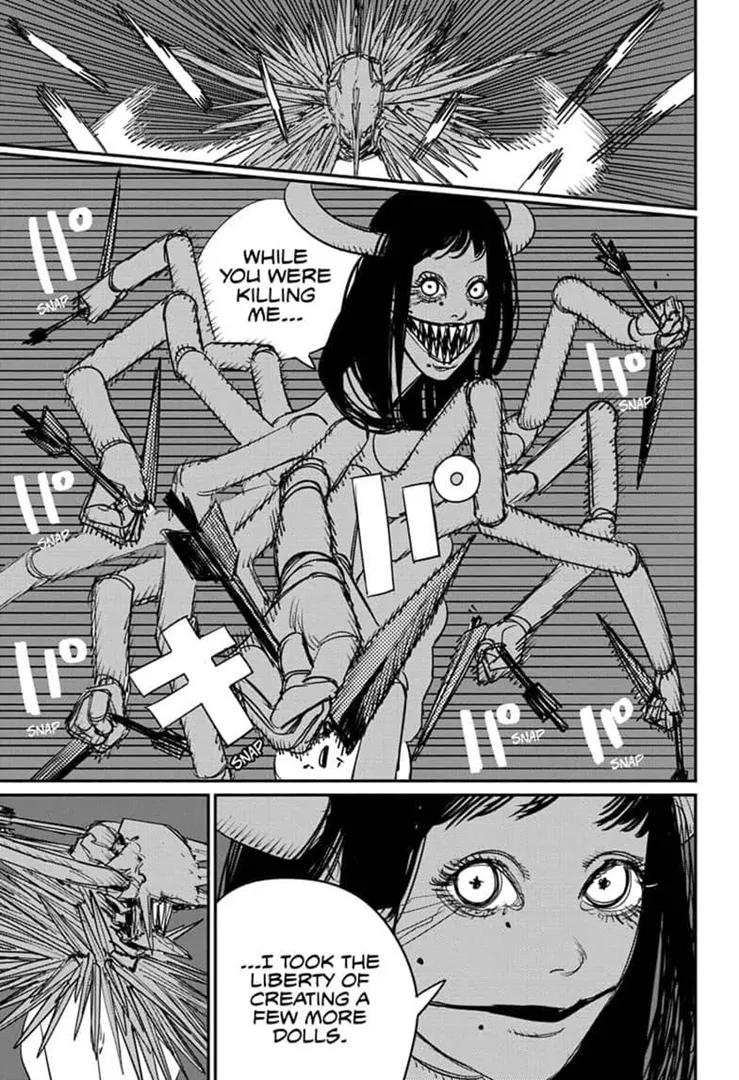 WHILE
YOU WERE
KILLING
ME...
パ
SNAP
パ
SNAP
パ
SNAP
パ
キ
SNAP
パ
SNAP
パ
SNAP
パ
SNAP
...I TOOK THE
LIBERTY OF
CREATING A
FEW MORE
DOLLS.